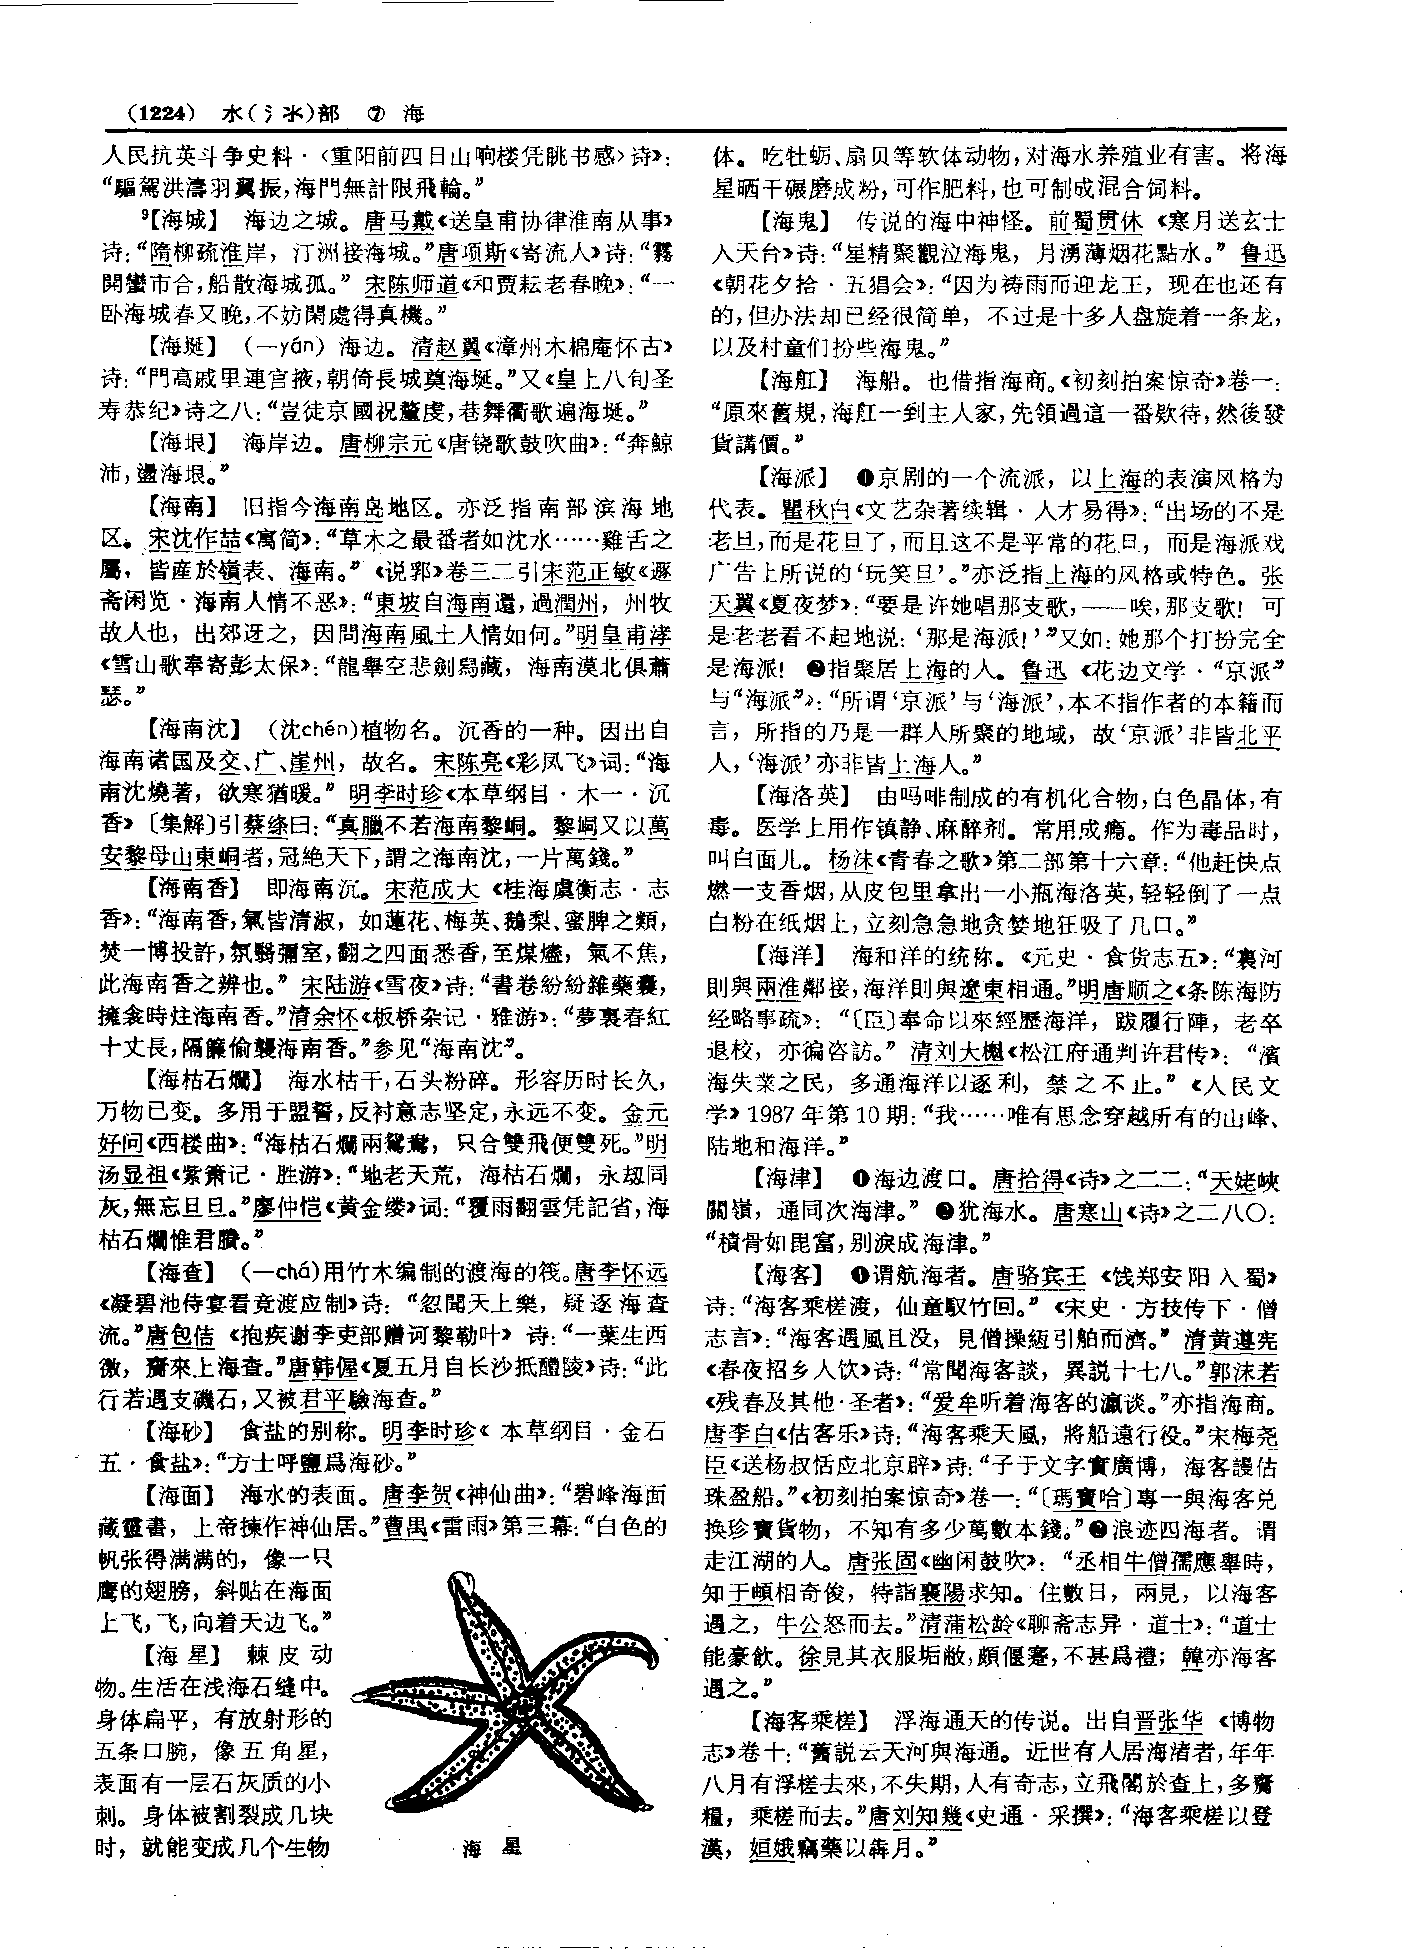 （1224） 水（氵氺）部 ⑦ 海
人民抗英斗争史料·〈重阳前四日山响楼凭眺书感〉诗》：
“驅駕洪濤羽翼振，海門無計限飛輪。”
⁹【海城】 海边之城。唐马戴《送皇甫协律淮南从事》
诗：“隋柳疏淮岸，汀洲接海城。”唐项斯《寄流人》诗：“霧
開蠻市合，船散海城孤。” 宋陈师道《和贾耘老春晚》：“一
卧海城春又晚，不妨閑處得真機。”
【海埏】 （—yán）海边。清赵翼《漳州木棉庵怀古》
诗：“門高戚里連宫掖，朝倚長城奠海埏。”又《皇上八旬圣
寿恭纪》诗之八：“豈徒京國祝釐虔，巷舞衢歌遍海埏。”
【海垠】 海岸边。唐柳宗元《唐铙歌鼓吹曲》：“奔鲸
沛，盪海垠。”
【海南】 旧指今海南岛地区。亦泛指南部滨海地
区。宋沈作喆《寓简》：“草木之最番者如沈水……雞舌之
屬，皆産於嶺表、海南。” 《说郛》卷三二引宋范正敏《遯
斋闲览·海南人情不恶》：“東坡自海南還，過潤州，州牧
故人也，出郊迓之，因問海南風土人情如何。”明皇甫涍
《雪山歌奉寄彭太保》：“龍舉空悲劍舄藏，海南漠北俱蕭
瑟。”
【海南沈】 （沈chén）植物名。沉香的一种。因出自
海南诸国及交、广、崖州，故名。宋陈亮《彩凤飞》词：“海
南沈燒著，欲寒猶暖。” 明李时珍《本草纲目·木一·沉
香》〔集解〕引蔡绦曰：“真臘不若海南黎峒。黎峒又以萬
安黎母山東峒者，冠絶天下，謂之海南沈，一片萬錢。”
【海南香】 即海南沉。宋范成大《桂海虞衡志·志
香》：“海南香，氣皆清淑，如蓮花、梅英、鵝梨、蜜脾之類，
焚一博投許，氛翳彌室，翻之四面悉香，至煤燼，氣不焦，
此海南香之辨也。” 宋陆游《雪夜》诗：“書卷紛紛雜藥囊，
擁衾時炷海南香。”清余怀《板桥杂记·雅游》：“夢裏春紅
十丈長，隔簾偷襲海南香。”参见“海南沈”。
【海枯石爛】 海水枯干，石头粉碎。形容历时长久，
万物已变。多用于盟誓，反衬意志坚定，永远不变。金元
好问《西楼曲》：“海枯石爛兩鴛鴦，只合雙飛便雙死。”明
汤显祖《紫箫记·胜游》：“地老天荒，海枯石爛，永劫同
灰，無忘旦旦。”廖仲恺《黄金缕》词：“覆雨翻雲凭記省，海
枯石爛惟君賸。”
【海查】 （—chá）用竹木编制的渡海的筏。唐李怀远
《凝碧池侍宴看竞渡应制》诗：“忽聞天上樂，疑逐海查
流。”唐包佶《抱疾谢李吏部赠诃黎勒叶》诗：“一葉生西
徼，齎來上海查。”唐韩偓《夏五月自长沙抵醴陵》诗：“此
行若遇支磯石，又被君平驗海查。”
【海砂】 食盐的别称。明李时珍《本草纲目·金石
五·食盐》：“方士呼鹽爲海砂。”
【海面】 海水的表面。唐李贺《神仙曲》：“碧峰海面
藏靈書，上帝揀作神仙居。”曹禺《雷雨》第三幕：“白色的
帆张得满满的，像一只
鹰的翅膀，斜贴在海面
上飞，飞，向着天边飞。”
【海星】 棘皮动
物。生活在浅海石缝中。
身体扁平，有放射形的
五条口腕，像五角星，
表面有一层石灰质的小
刺。身体被割裂成几块
时，就能变成几个生物
海 星
体。吃牡蛎、扇贝等软体动物，对海水养殖业有害。将海
星晒干碾磨成粉，可作肥料，也可制成混合饲料。
【海鬼】 传说的海中神怪。前蜀贯休《寒月送玄士
入天台》诗：“星精聚觀泣海鬼，月湧薄烟花點水。” 鲁迅
《朝花夕拾·五猖会》：“因为祷雨而迎龙王，现在也还有
的，但办法却已经很简单，不过是十多人盘旋着一条龙，
以及村童们扮些海鬼。”
【海舡】 海船。也借指海商。《初刻拍案惊奇》卷一：
“原來舊規，海舡一到主人家，先領過這一番欵待，然後發
貨講價。”
【海派】 ❶京剧的一个流派，以上海的表演风格为
代表。瞿秋白《文艺杂著续辑·人才易得》：“出场的不是
老旦，而是花旦了，而且这不是平常的花旦，而是海派戏
广告上所说的‘玩笑旦’。”亦泛指上海的风格或特色。张
天翼《夏夜梦》：“要是许她唱那支歌，——唉，那支歌！可
是老老看不起地说：‘那是海派！’”又如：她那个打扮完全
是海派！ ❷指聚居上海的人。鲁迅《花边文学·“京派”
与“海派”》：“所谓‘京派’与‘海派’，本不指作者的本籍而
言，所指的乃是一群人所聚的地域，故‘京派’非皆北平
人，‘海派’亦非皆上海人。”
【海洛英】 由吗啡制成的有机化合物，白色晶体，有
毒。医学上用作镇静、麻醉剂。常用成瘾。作为毒品时，
叫白面儿。杨沫《青春之歌》第二部第十六章：“他赶快点
燃一支香烟，从皮包里拿出一小瓶海洛英，轻轻倒了一点
白粉在纸烟上，立刻急急地贪婪地狂吸了几口。”
【海洋】 海和洋的统称。《元史·食货志五》：“襄河
則與兩淮鄰接，海洋則與遼東相通。”明唐顺之《条陈海防
经略事疏》：“〔臣〕奉命以來經歷海洋，跋履行陣，老卒
退校，亦徧咨訪。” 清刘大櫆《松江府通判许君传》：“濱
海失業之民，多通海洋以逐利，禁之不止。”《人民文
学》1987年第10期：“我……唯有思念穿越所有的山峰、
陆地和海洋。”
【海津】 ❶海边渡口。唐拾得《诗》之二二：“天姥峽
關嶺，通同次海津。” ❷犹海水。唐寒山《诗》之二八〇：
“積骨如毘富，别淚成海津。”
【海客】 ❶谓航海者。唐骆宾王《饯郑安阳入蜀》
诗：“海客乘槎渡，仙童馭竹回。”《宋史·方技传下·僧
志言》：“海客遇風且没，見僧操絙引舶而濟。” 清黄遵宪
《春夜招乡人饮》诗：“常聞海客談，異説十七八。”郭沫若
《残春及其他·圣者》：“爱牟听着海客的瀛谈。”亦指海商。
唐李白《估客乐》诗：“海客乘天風，將船遠行役。”宋梅尧
臣《送杨叔恬应北京辟》诗：“子于文字實廣博，海客謾估
珠盈船。”《初刻拍案惊奇》卷一：“〔瑪寶哈〕專一與海客兑
换珍寶貨物，不知有多少萬數本錢。”❷浪迹四海者。谓
走江湖的人。唐张固《幽闲鼓吹》：“丞相牛僧孺應舉時，
知于頔相奇俊，特詣襄陽求知。住數日，兩見，以海客
遇之，牛公怒而去。”清蒲松龄《聊斋志异·道士》：“道士
能豪飲。徐見其衣服垢敝，頗偃蹇，不甚爲禮；韓亦海客
遇之。”
【海客乘槎】 浮海通天的传说。出自晋张华《博物
志》卷十：“舊説云天河與海通。近世有人居海渚者，年年
八月有浮槎去來，不失期，人有奇志，立飛閣於查上，多齎
糧，乘槎而去。”唐刘知幾《史通·采撰》：“海客乘槎以登
漢，姮娥竊藥以犇月。”